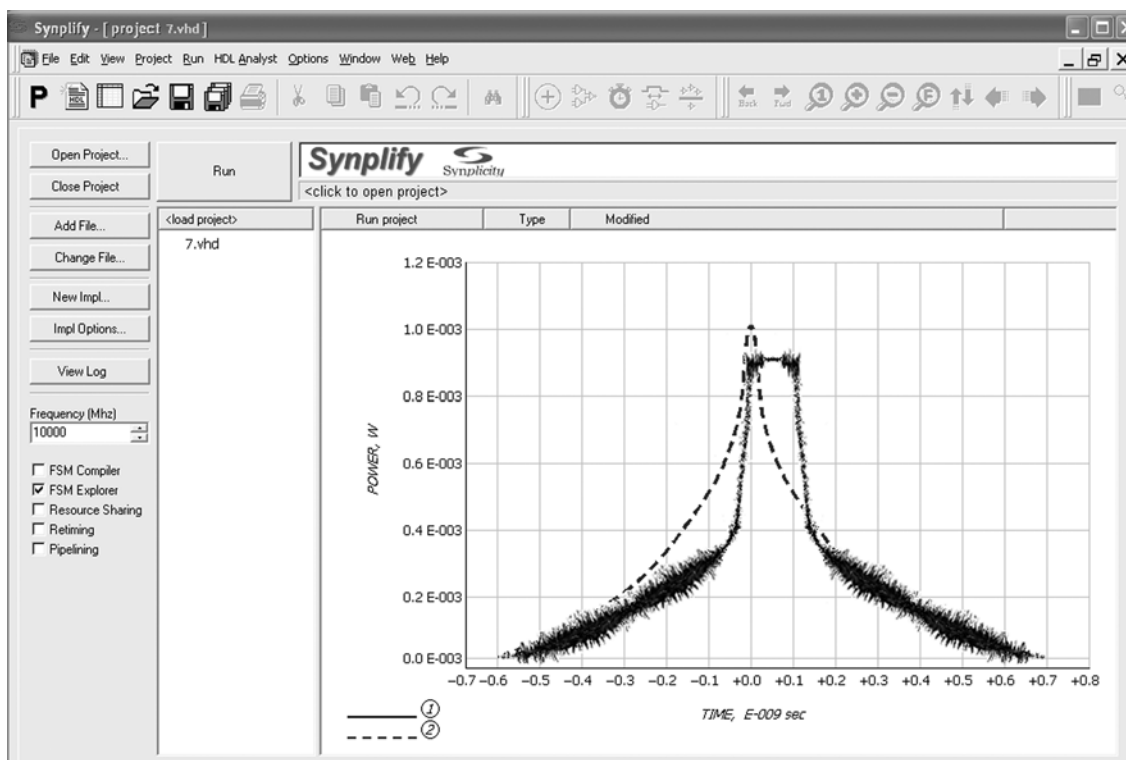 Synplify - [ project 7.vhd ]
File Edit View Project Run HDL Analyst Options Window Web Help
P HDL Back Fwd 1 F
Open Project...
Close Project
Run
Synplify Synplicity
<click to open project>
Add File...
Change File...
New Impl...
Impl Options...
View Log
Frequency (Mhz)
10000
FSM Compiler
FSM Explorer
Resource Sharing
Retiming
Pipelining
<load project>
7.vhd
Run project Type Modified
1.2 E-003
1.0 E-003
0.8 E-003
0.6 E-003
0.4 E-003
0.2 E-003
0.0 E-003
POWER, W
-0.7 -0.6 -0.5 -0.4 -0.3 -0.2 -0.1 +0.0 +0.1 +0.2 +0.3 +0.4 +0.5 +0.6 +0.7 +0.8
TIME, E-009 sec
1
2